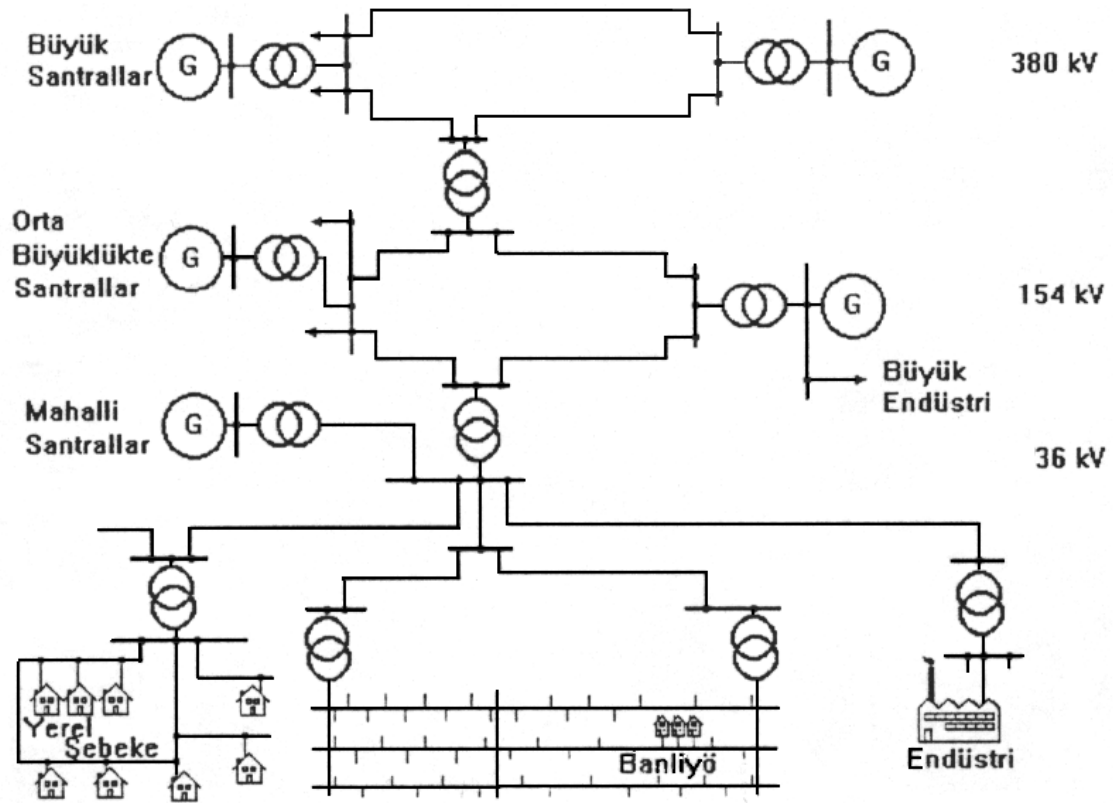 Büyük
Santrallar
G
G
380 kV
Orta
Büyüklükte
Santrallar
G
G
154 kV
Büyük
Endüstri
Mahalli
Santrallar
G
36 kV
Yerel
Şebeke
Banliyö
Endüstri